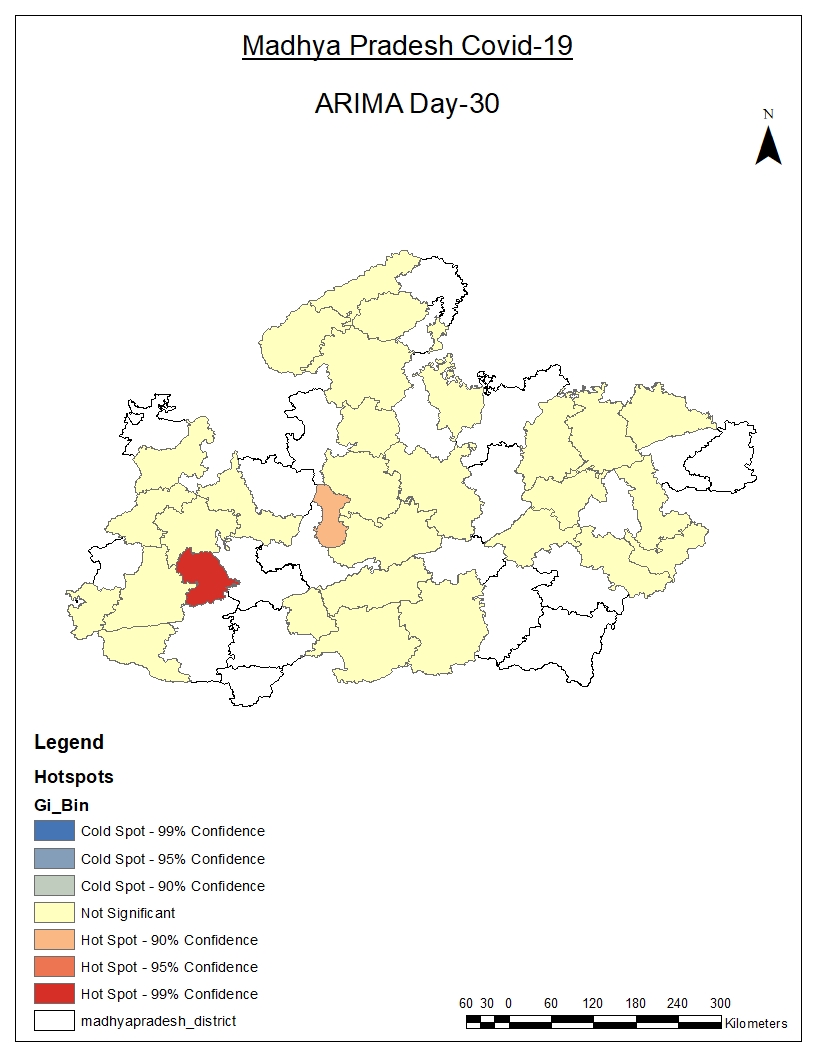 Madhya Pradesh Covid-19
ARIMA Day-30
N
Legend
Hotspots
Gi_Bin
Cold Spot - 99% Confidence
Cold Spot - 95% Confidence
Cold Spot - 90% Confidence
Not Significant
Hot Spot - 90% Confidence
Hot Spot - 95% Confidence
Hot Spot - 99% Confidence
madhyapradesh_district
60 30 0 60 120 180 240 300
Kilometers